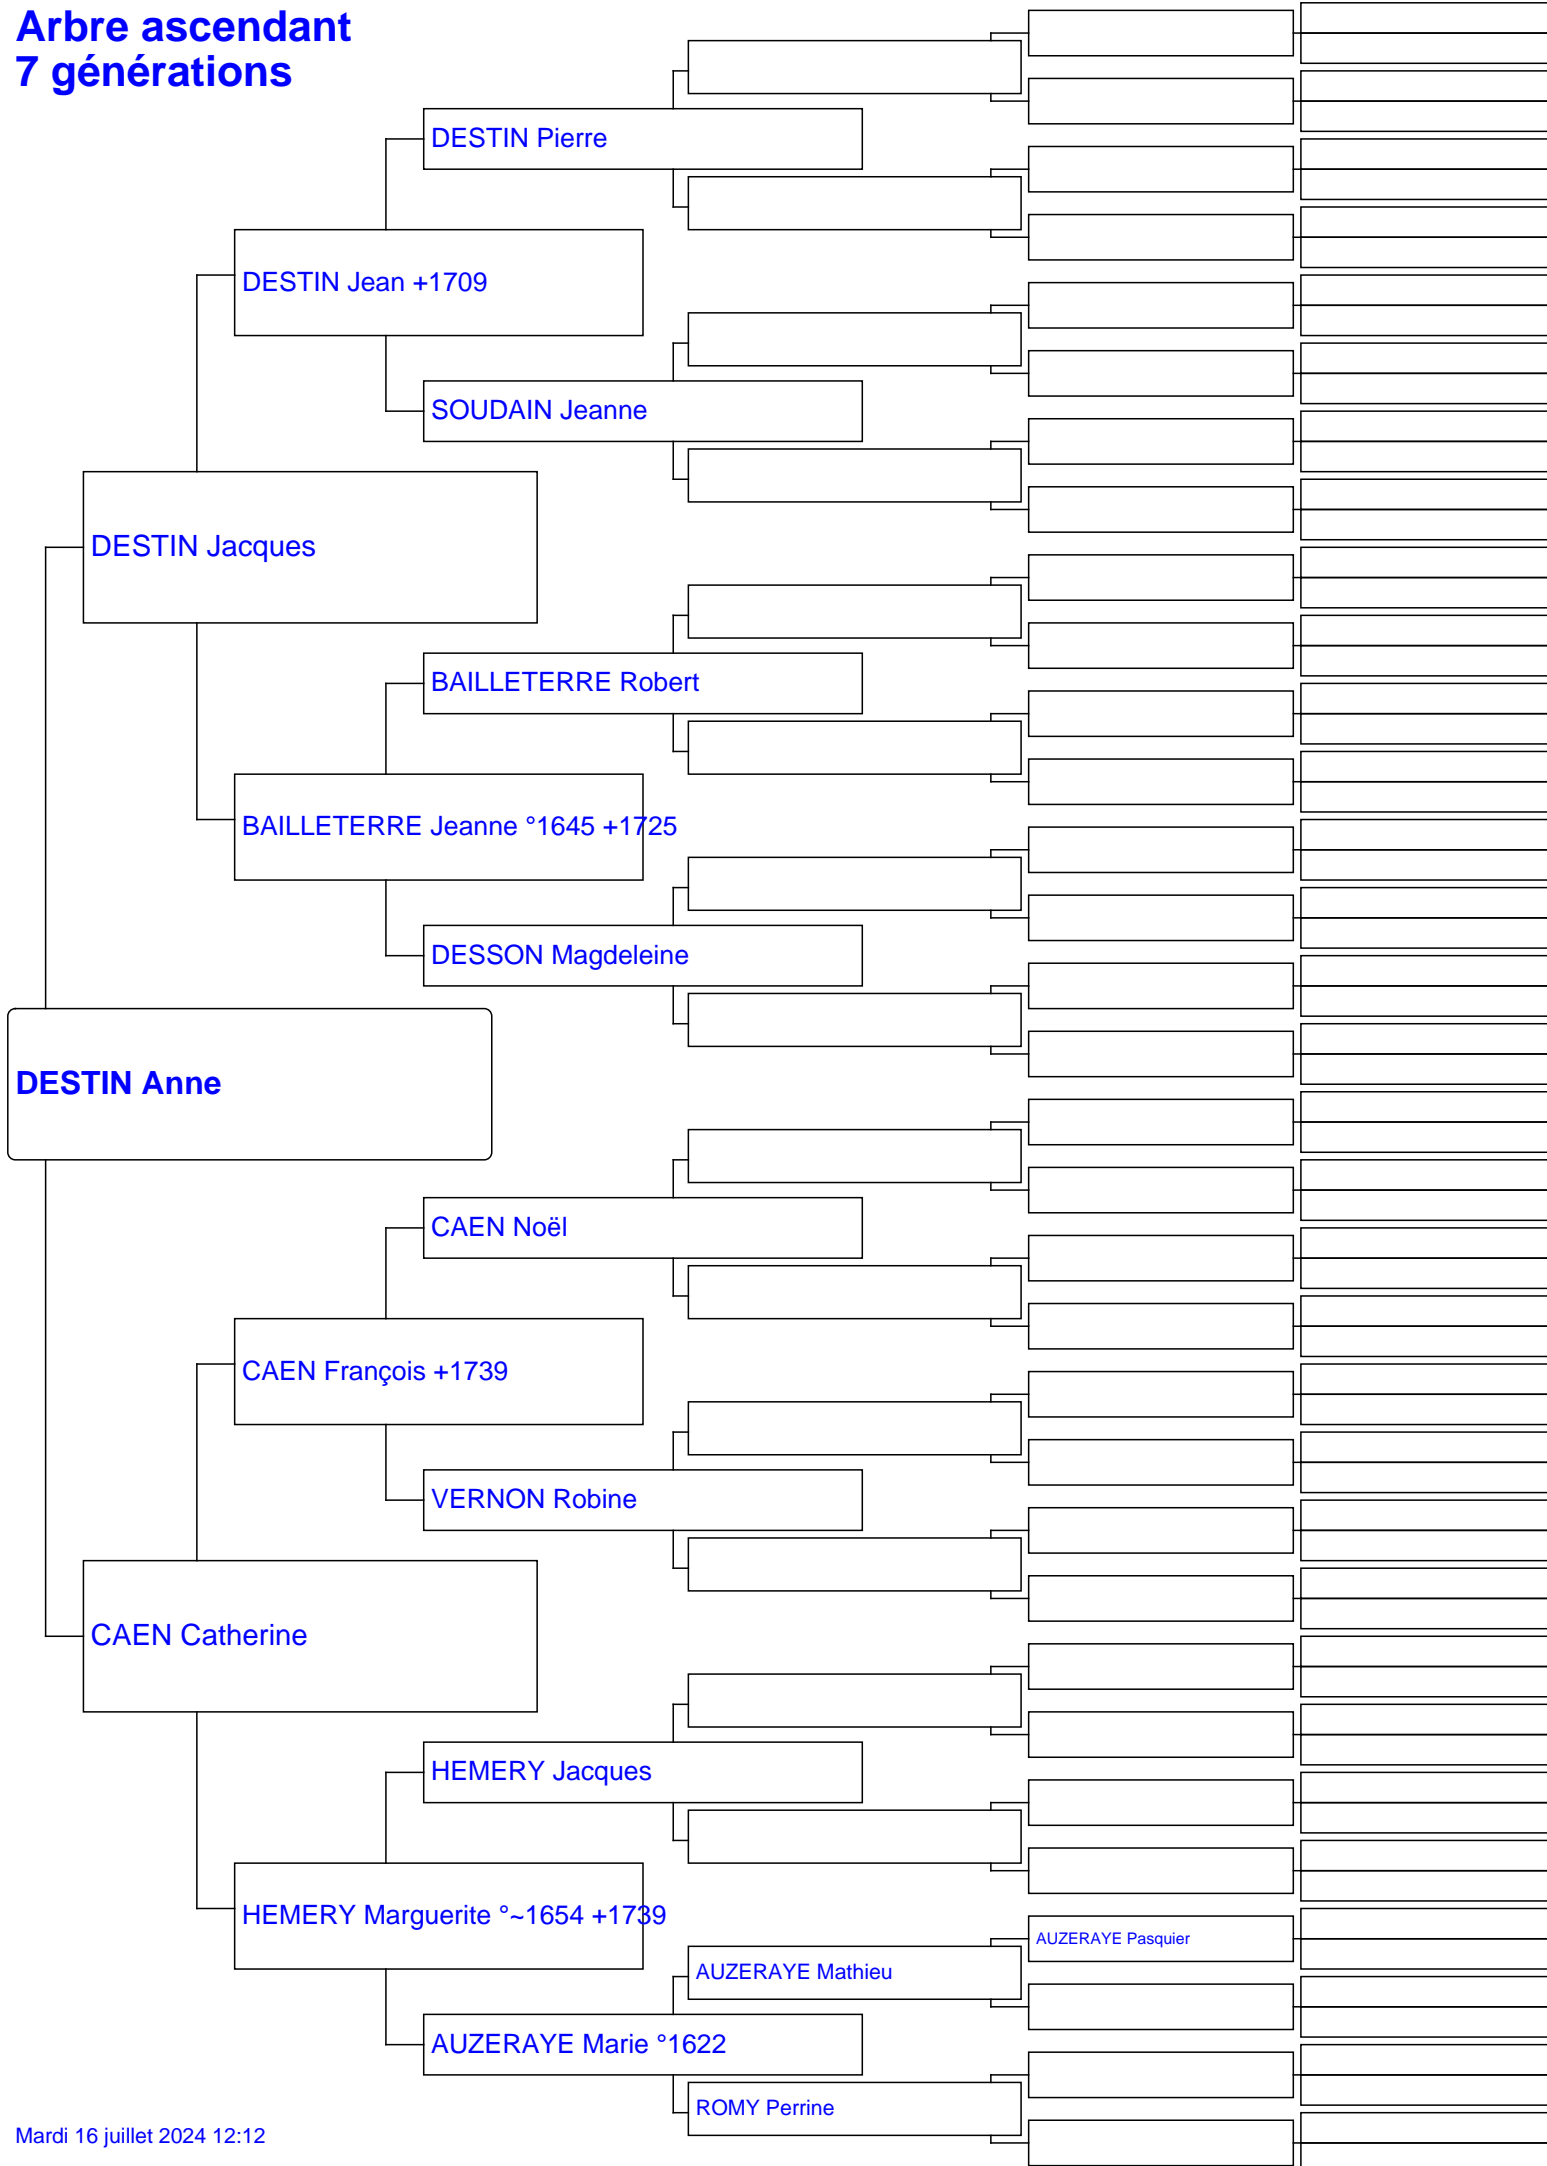 Arbre ascendant
7 générations
DESTIN Pierre
DESTIN Jean +1709
SOUDAIN Jeanne
DESTIN Jacques
BAILLETERRE Robert
BAILLETERRE Jeanne °1645 +1725
DESSON Magdeleine
DESTIN Anne
CAEN Noël
CAEN François +1739
VERNON Robine
CAEN Catherine
HEMERY Jacques
HEMERY Marguerite °~1654 +1739
AUZERAYE Pasquier
AUZERAYE Mathieu
AUZERAYE Marie °1622
ROMY Perrine
Mardi 16 juillet 2024 12:12